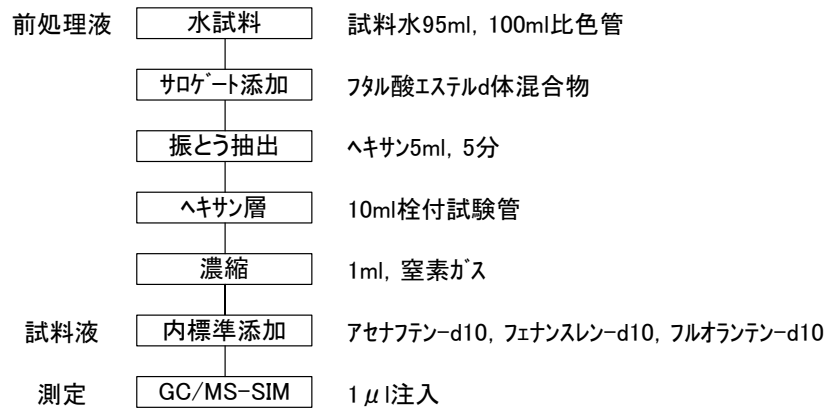 前処理液 水試料 試料水95ml, 100ml比色管
サロゲート添加 フタル酸エステルd体混合物
振とう抽出 ヘキサン5ml, 5分
ヘキサン層 10ml栓付試験管
濃縮 1ml, 窒素ガス
試料液 内標準添加 アセナフテン-d10, フェナンスレン-d10, フルオランテン-d10
測定 GC/MS-SIM 1μl注入